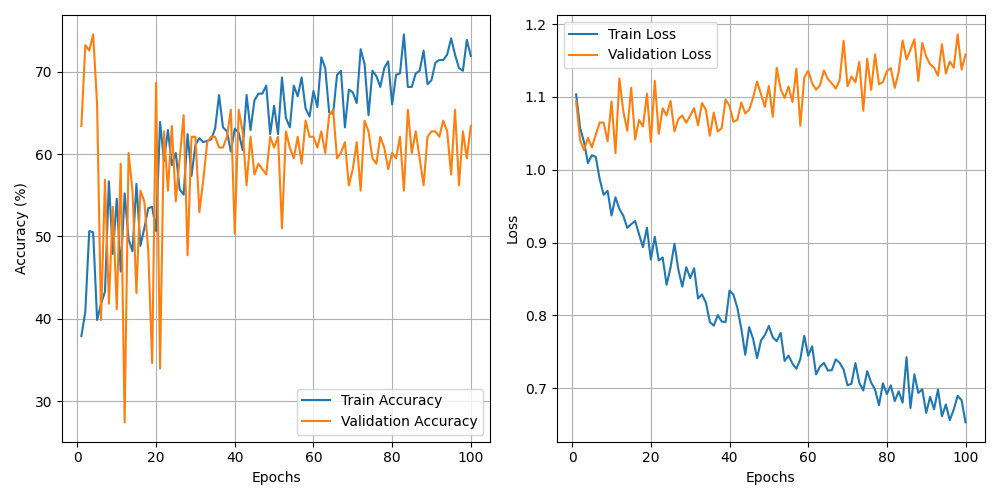 70
60
50
40
30
Accuracy (%)
0 20 40 60 80 100
Epochs
Train Accuracy
Validation Accuracy
1.2
1.1
1.0
0.9
0.8
0.7
Loss
0 20 40 60 80 100
Epochs
Train Loss
Validation Loss